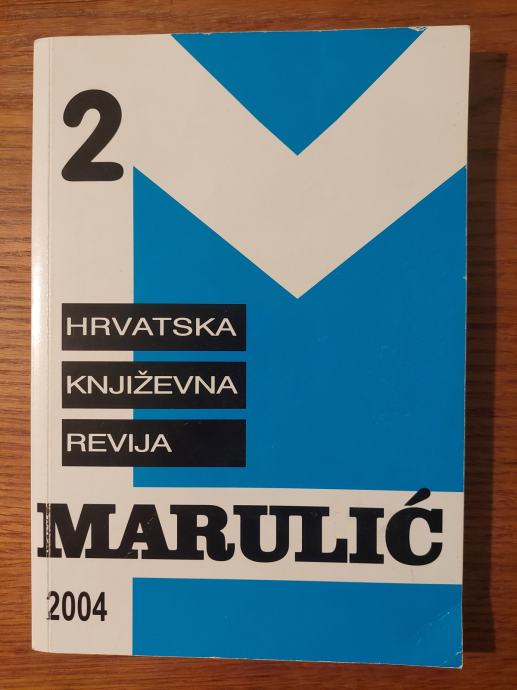 2
HRVATSKA
KNJIŽEVNA
REVIJA
MARULIĆ
2004